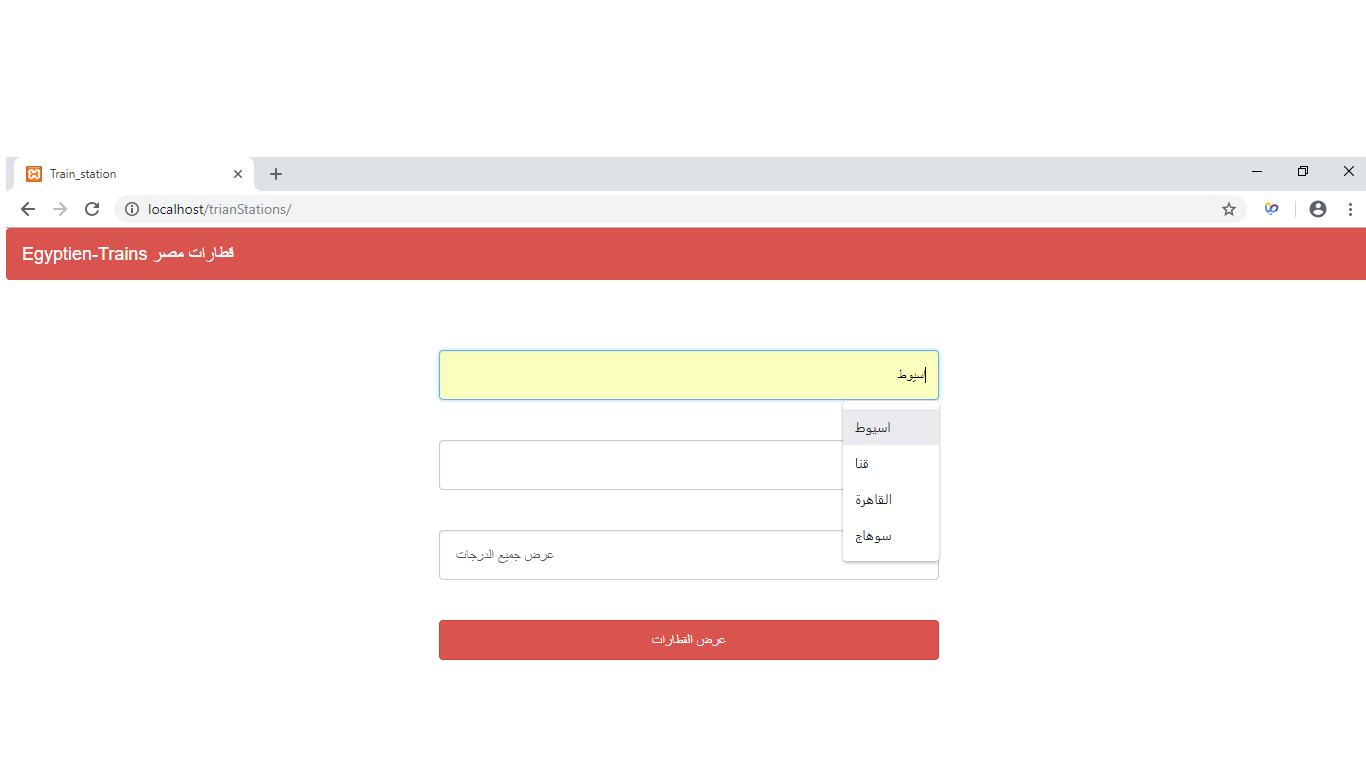 Train_station
localhost/trianStations/
Egyptien-Trains قطارات مصر
اسيوط
اسيوط
قنا
القاهرة
سوهاج
عرض جميع الدرجات
عرض القطارات